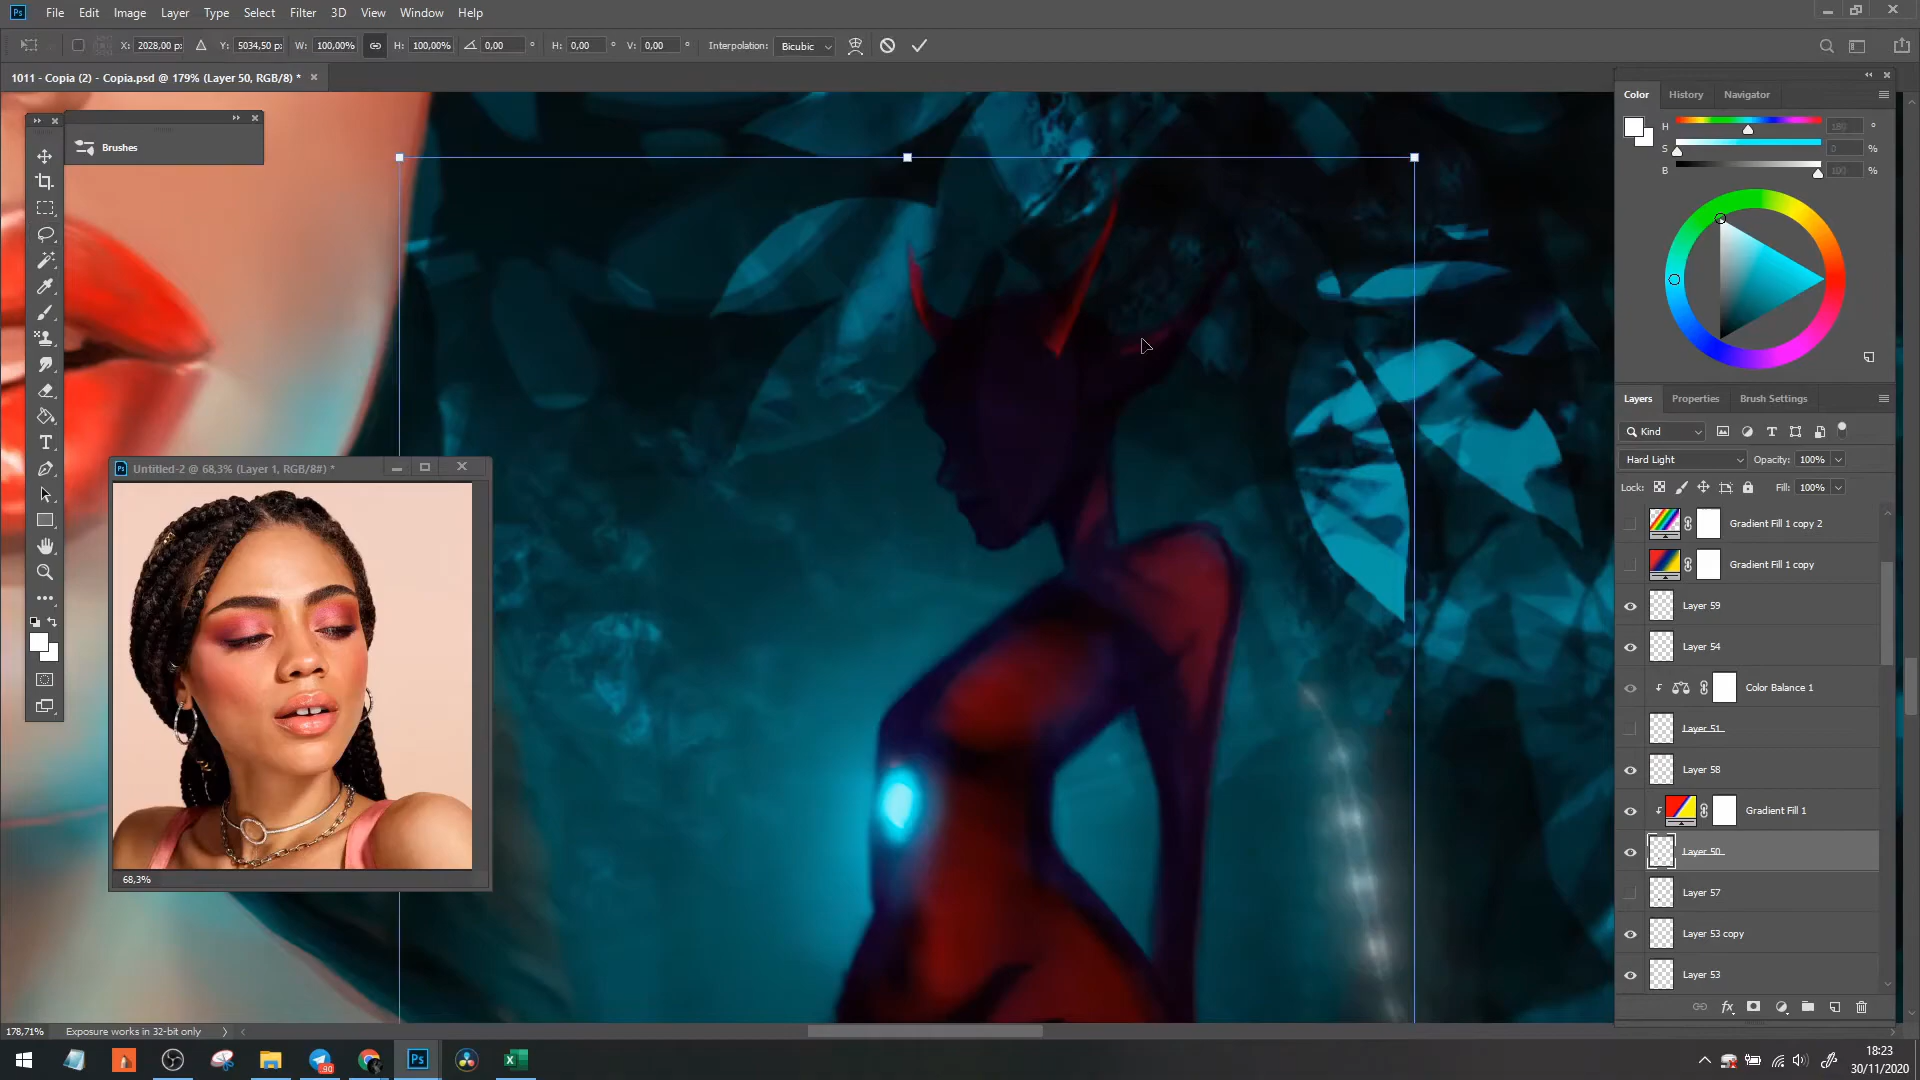 File Edit Image Layer Type Select Filter 3D View Window Help
X: 2028,00 p: Y: 5034,50 p: W: 100,00% H: 100,00% 0,00 ° H: 0,00 ° V: 0,00 ° Interpolation: Bicubic
1011 - Copia (2) - Copia.psd @ 179% (Layer 50, RGB/8) *
Brushes
Color History Navigator
H 180 °
S 0 %
B 100 %
Layers Properties Brush Settings
Kind
Hard Light Opacity: 100%
Lock: Fill: 100%
Gradient Fill 1 copy 2
Gradient Fill 1 copy
Layer 59
Layer 54
Color Balance 1
Layer 51
Layer 58
Gradient Fill 1
Layer 50
Layer 57
Layer 53 copy
Layer 53
Untitled-2 @ 68,3% (Layer 1, RGB/8#) *
68,3%
178,71% Exposure works in 32-bit only
Ps
90
18:23
30/11/2020